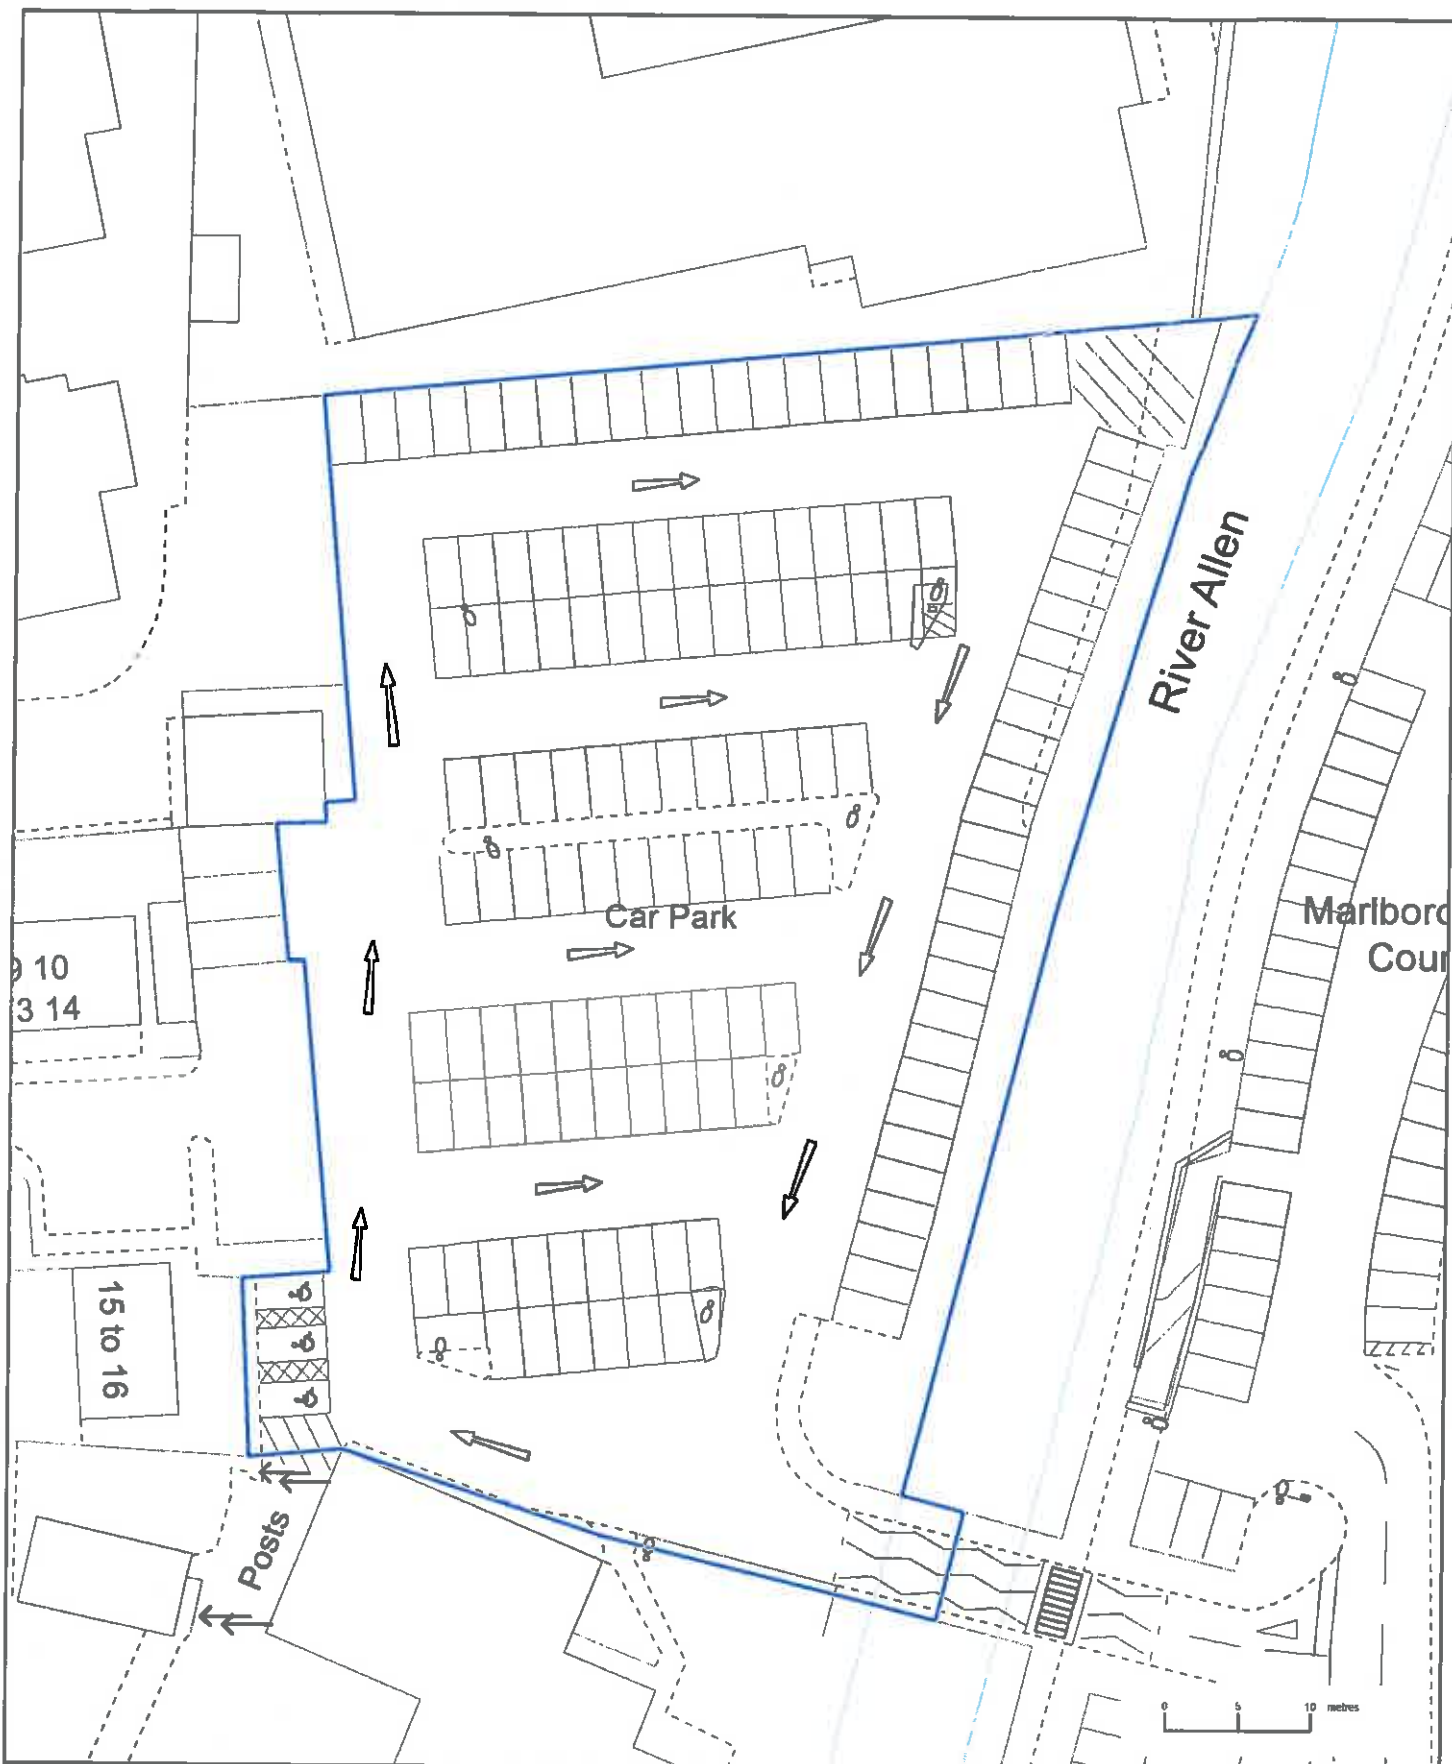 River Allen
Car Park
Marlboro
Cour
9 10
3 14
15 to 16
Posts
0 5 10 metres